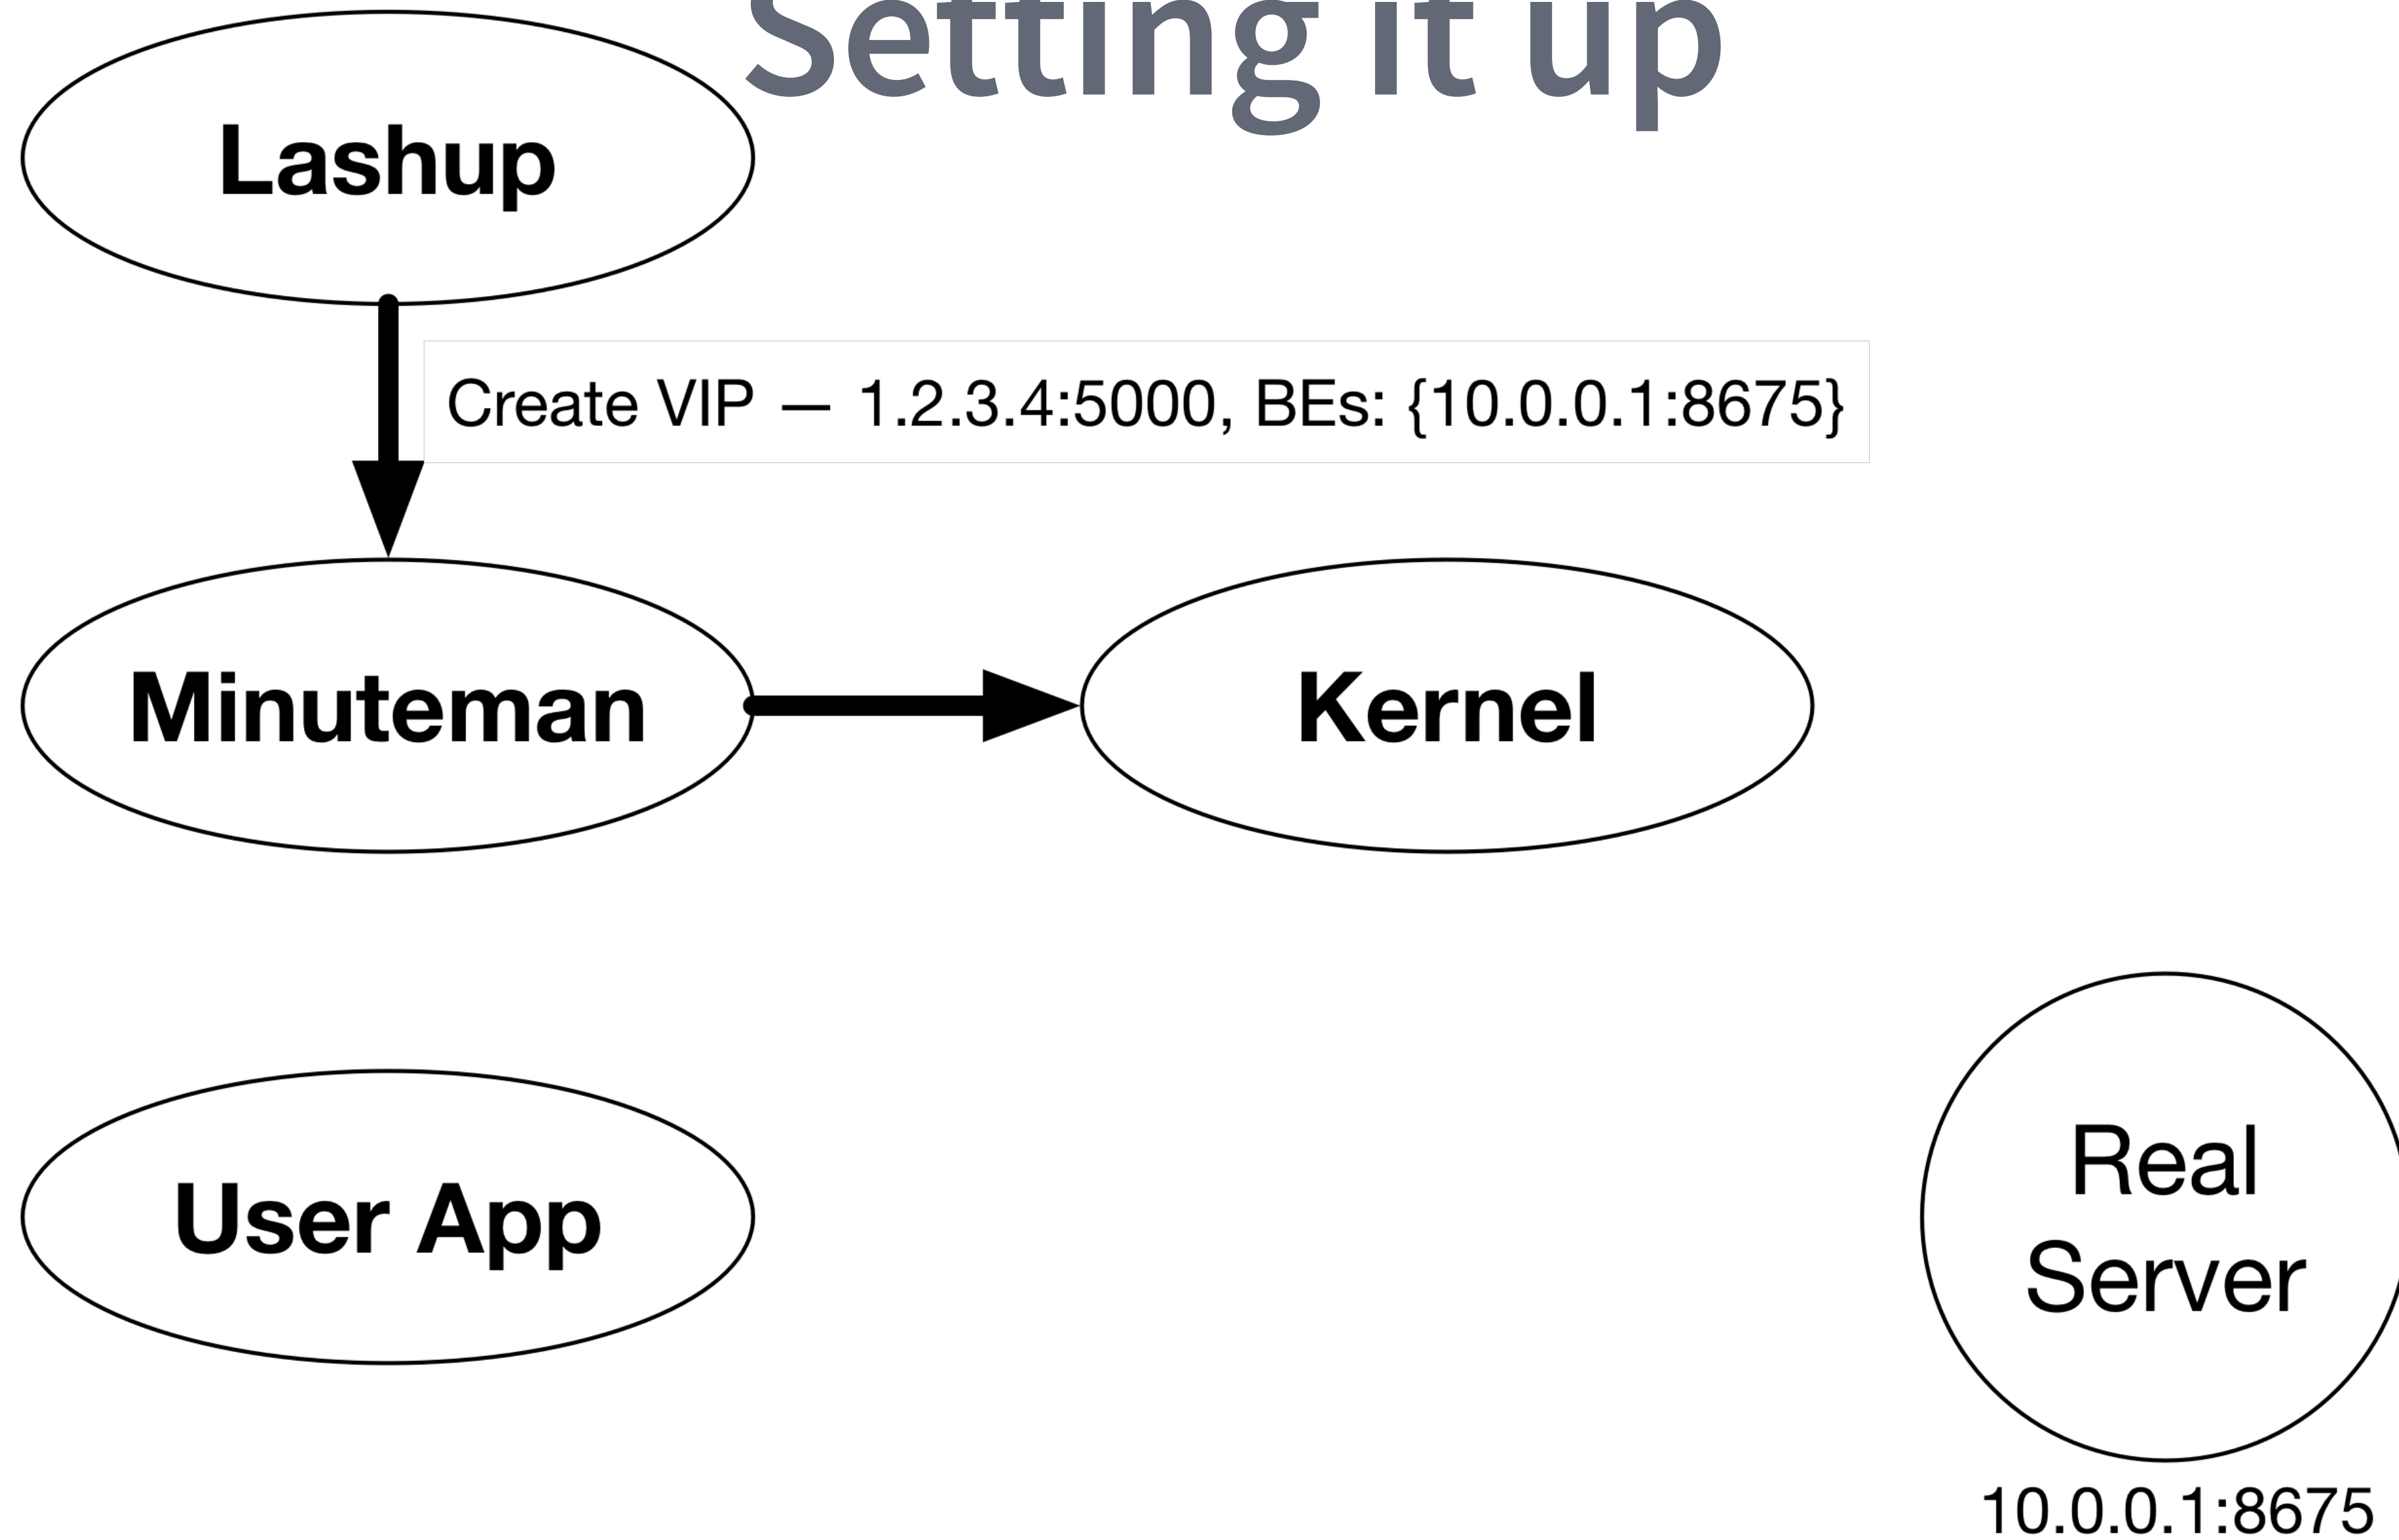 Setting it up
Lashup
Create VIP — 1.2.3.4:5000, BEs: {10.0.0.1:8675}
Minuteman
Kernel
User App
Real
Server
10.0.0.1:8675